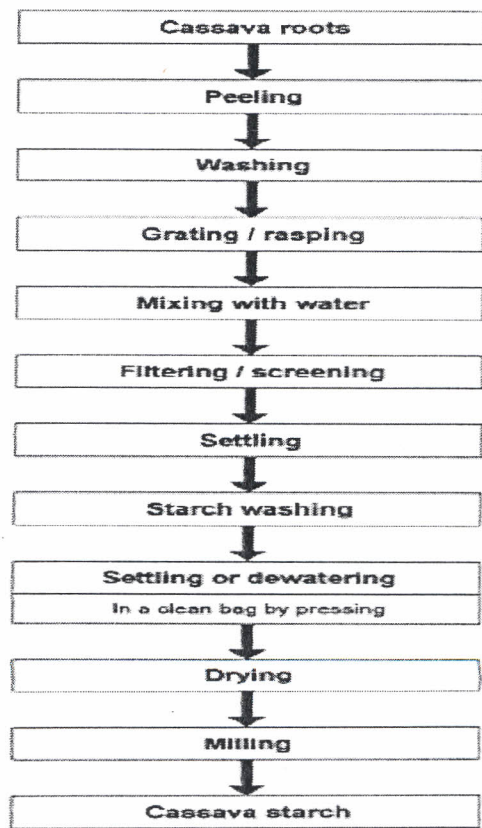 Cassava roots
Peeling
Washing
Grating / rasping
Mixing with water
Filtering / screening
Settling
Starch washing
Settling or dewatering
In a clean bag by pressing
Drying
Milling
Cassava starch